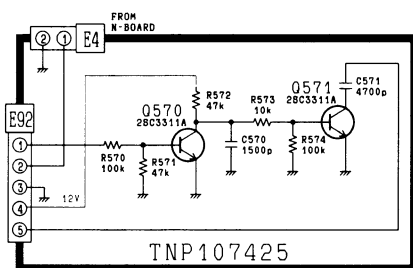 FROM
N-BOARD
② ① E4
E92
①
②
③
④
⑤
12V
R570
100k
R571
47k
Q570
2SC3311A
R572
47k
C570
1500p
R573
10k
R574
100k
Q571
2SC3311A
C571
4700p
TNP107425